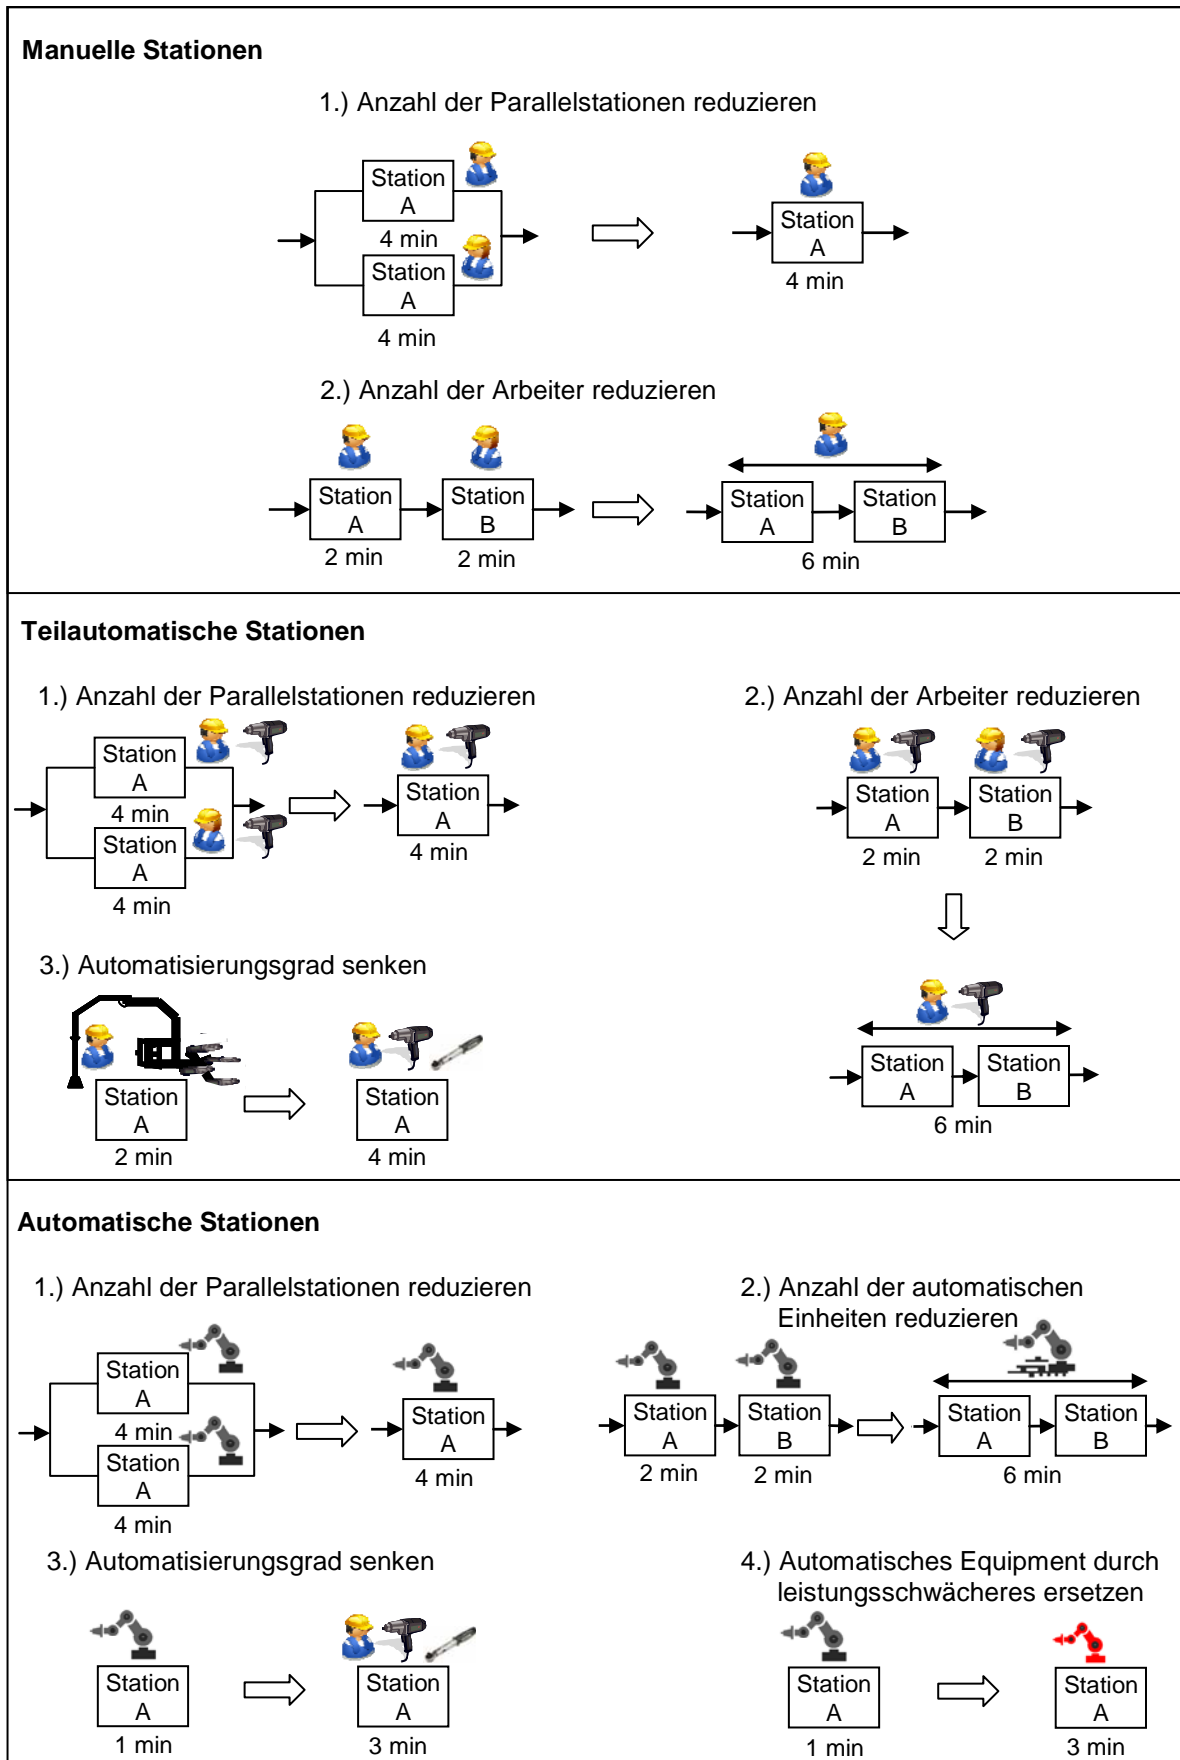 Manuelle Stationen
1.) Anzahl der Parallelstationen reduzieren
Station
A
4 min
Station
A
4 min
Station
A
4 min
2.) Anzahl der Arbeiter reduzieren
Station
A
2 min
Station
B
2 min
Station
A
Station
B
6 min
Teilautomatische Stationen
1.) Anzahl der Parallelstationen reduzieren
Station
A
4 min
Station
A
4 min
Station
A
4 min
2.) Anzahl der Arbeiter reduzieren
Station
A
2 min
Station
B
2 min
Station
A
Station
B
6 min
3.) Automatisierungsgrad senken
Station
A
2 min
Station
A
4 min
Automatische Stationen
1.) Anzahl der Parallelstationen reduzieren
Station
A
4 min
Station
A
4 min
Station
A
4 min
2.) Anzahl der automatischen
Einheiten reduzieren
Station
A
2 min
Station
B
2 min
Station
A
Station
B
6 min
3.) Automatisierungsgrad senken
Station
A
1 min
Station
A
3 min
4.) Automatisches Equipment durch
leistungsschwächeres ersetzen
Station
A
1 min
Station
A
3 min